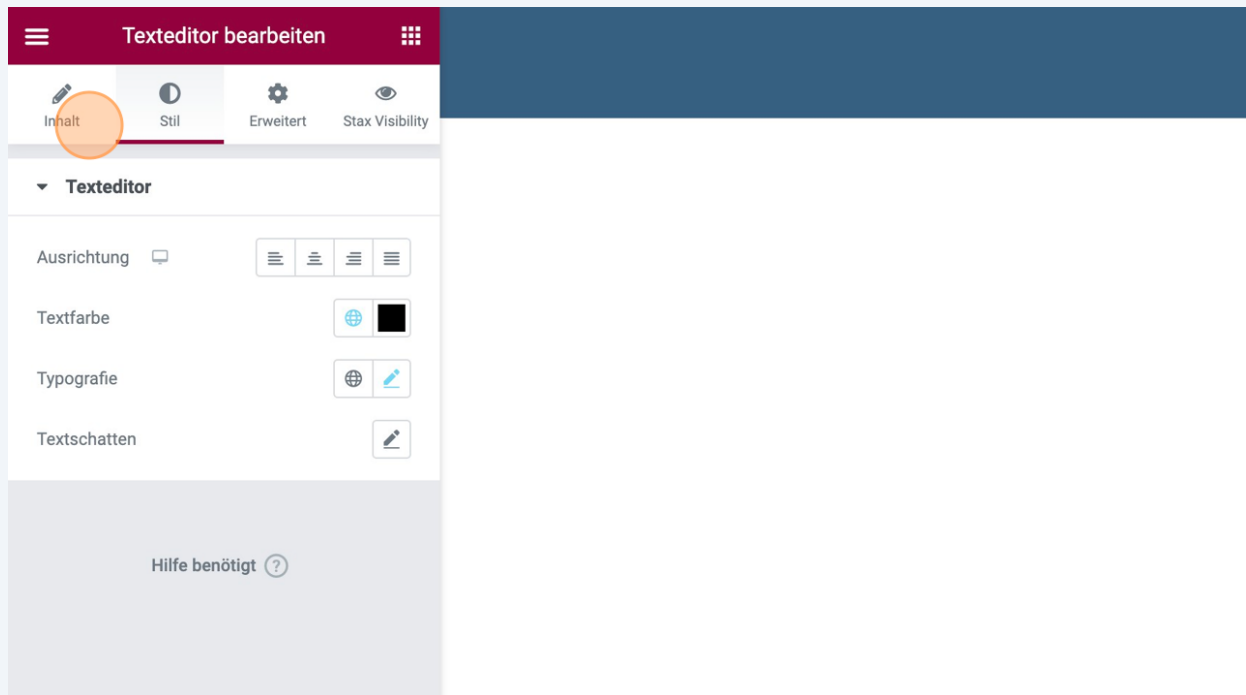 Texteditor bearbeiten
Inhalt Stil Erweitert Stax Visibility
Texteditor
Ausrichtung
Textfarbe
Typografie
Textschatten
Hilfe benötigt ?